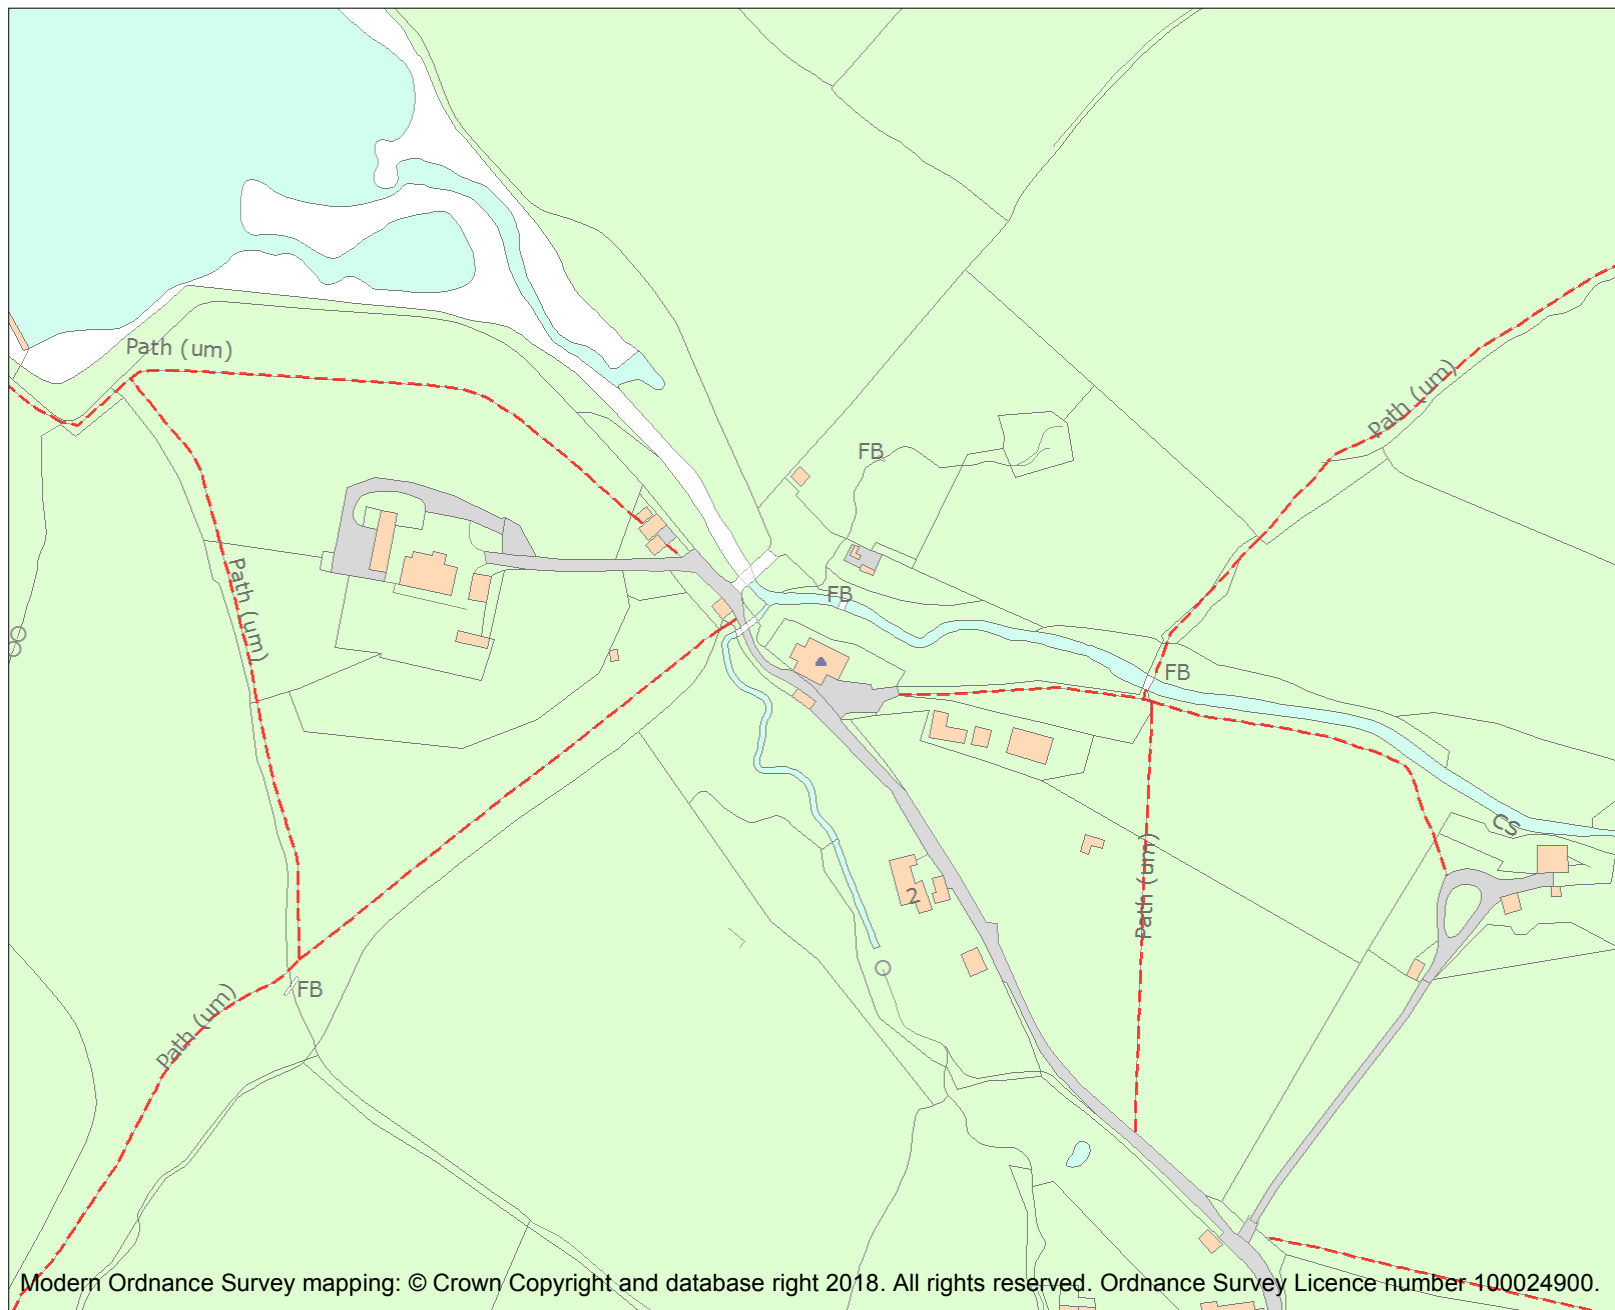 Path (um)
Path (um)
FB
Path (um)
FB
FB
CS
Path (um)
2
FB
Path (um)
Modern Ordnance Survey mapping: © Crown Copyright and database right 2018. All rights reserved. Ordnance Survey Licence number 100024900.